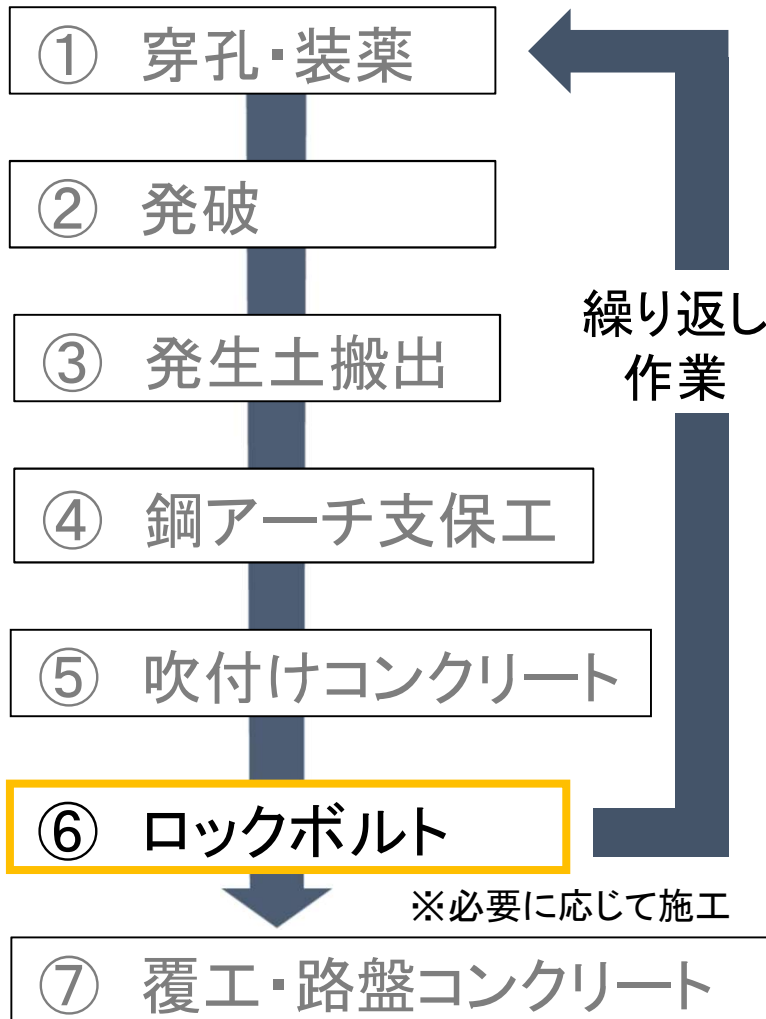 ① 穿孔・装薬
② 発破
③ 発生土搬出
繰り返し
作業
④ 鋼アーチ支保工
⑤ 吹付けコンクリート
⑥ ロックボルト
※必要に応じて施工
⑦ 覆工・路盤コンクリート